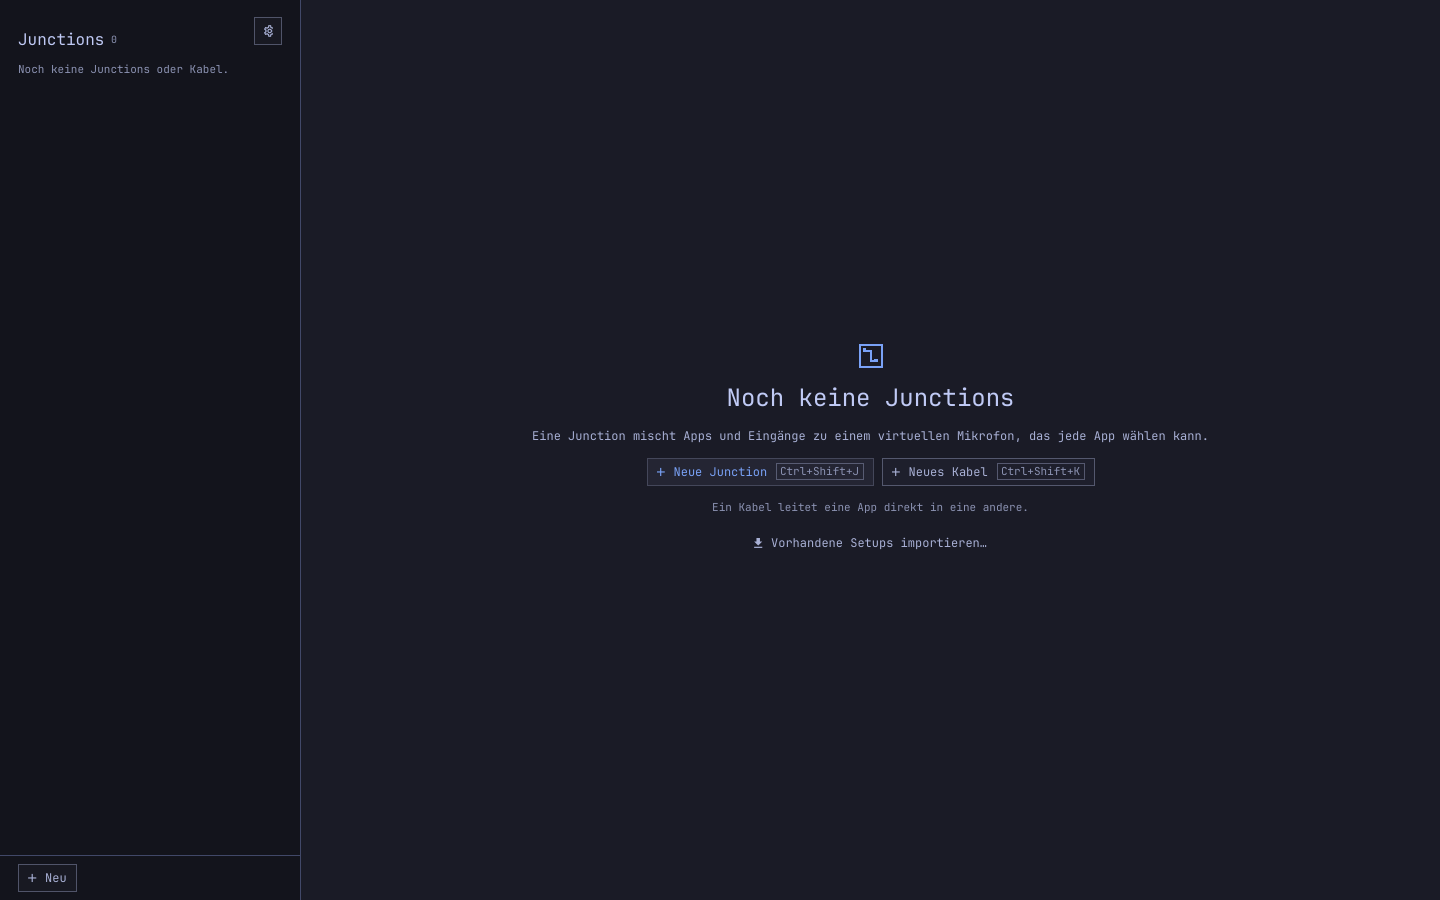 Junctions 0
Noch keine Junctions oder Kabel.
Noch keine Junctions
Eine Junction mischt Apps und Eingänge zu einem virtuellen Mikrofon, das jede App wählen kann.
+ Neue Junction Ctrl+Shift+J + Neues Kabel Ctrl+Shift+K
Ein Kabel leitet eine App direkt in eine andere.
Vorhandene Setups importieren…
+ Neu